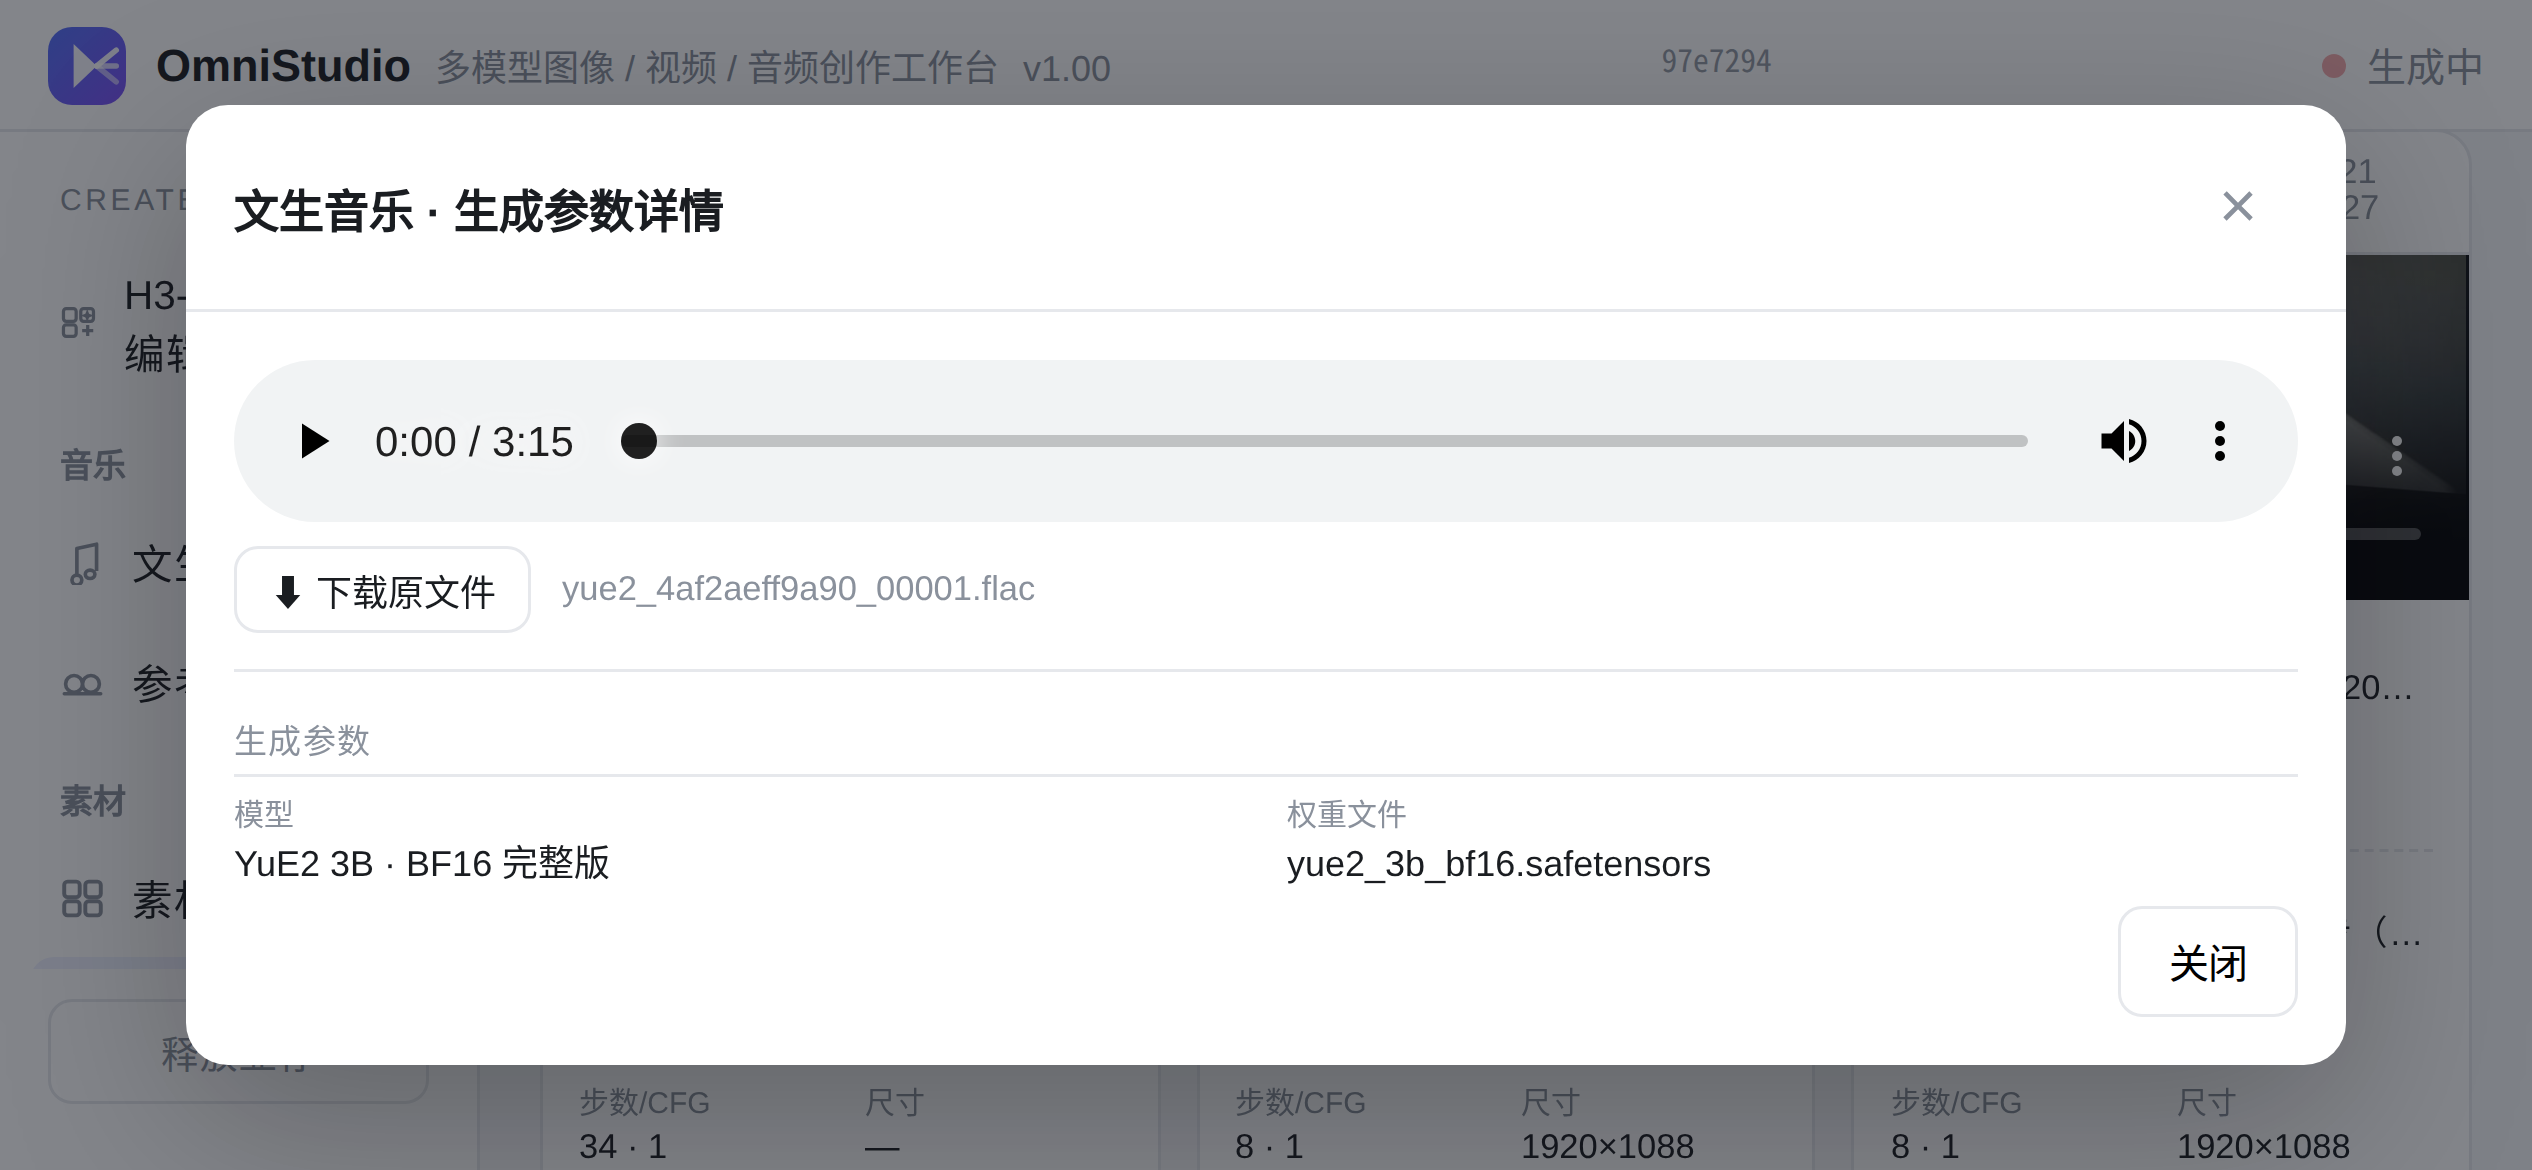 OmniStudio 多模型图像 / 视频 / 音频创作工作台 v1.00
97e7294
生成中
CREATE
21
27
H3-
编辑
音乐
文生
参考
素材
素材
文生音乐 · 生成参数详情
0:00 / 3:15
下载原文件
yue2_4af2aeff9a90_00001.flac
生成参数
模型
YuE2 3B · BF16 完整版
权重文件
yue2_3b_bf16.safetensors
关闭
20…
（…
步数/CFG
34 · 1
尺寸
—
步数/CFG
8 · 1
尺寸
1920×1088
步数/CFG
8 · 1
尺寸
1920×1088